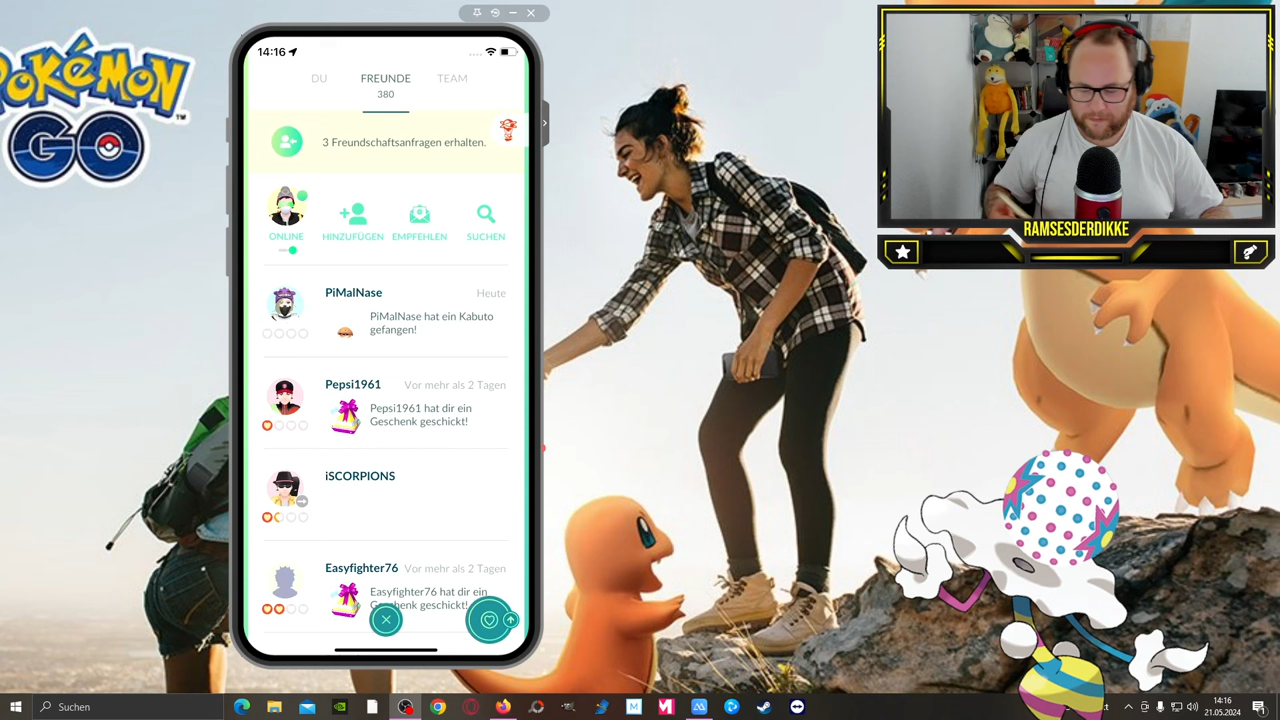 POKéMON
GO
TM
14:16
DU
FREUNDE
TEAM
380
3 Freundschaftsanfragen erhalten.
ONLINE
HINZUFÜGEN
EMPFEHLEN
SUCHEN
PiMalNase
Heute
PiMalNase hat ein Kabuto
gefangen!
Pepsi1961
Vor mehr als 2 Tagen
Pepsi1961 hat dir ein
Geschenk geschickt!
iSCORPIONS
Easyfighter76
Vor mehr als 2 Tagen
Easyfighter76 hat dir ein
Geschenk geschickt!
RAMSESDERDIKKE
Suchen
14:16
21.05.2024